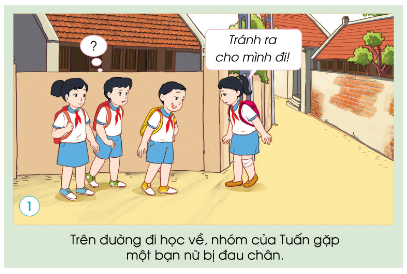 ?
Tránh ra
cho mình đi!
1
Trên đường đi học về, nhóm của Tuấn gặp
một bạn nữ bị đau chân.